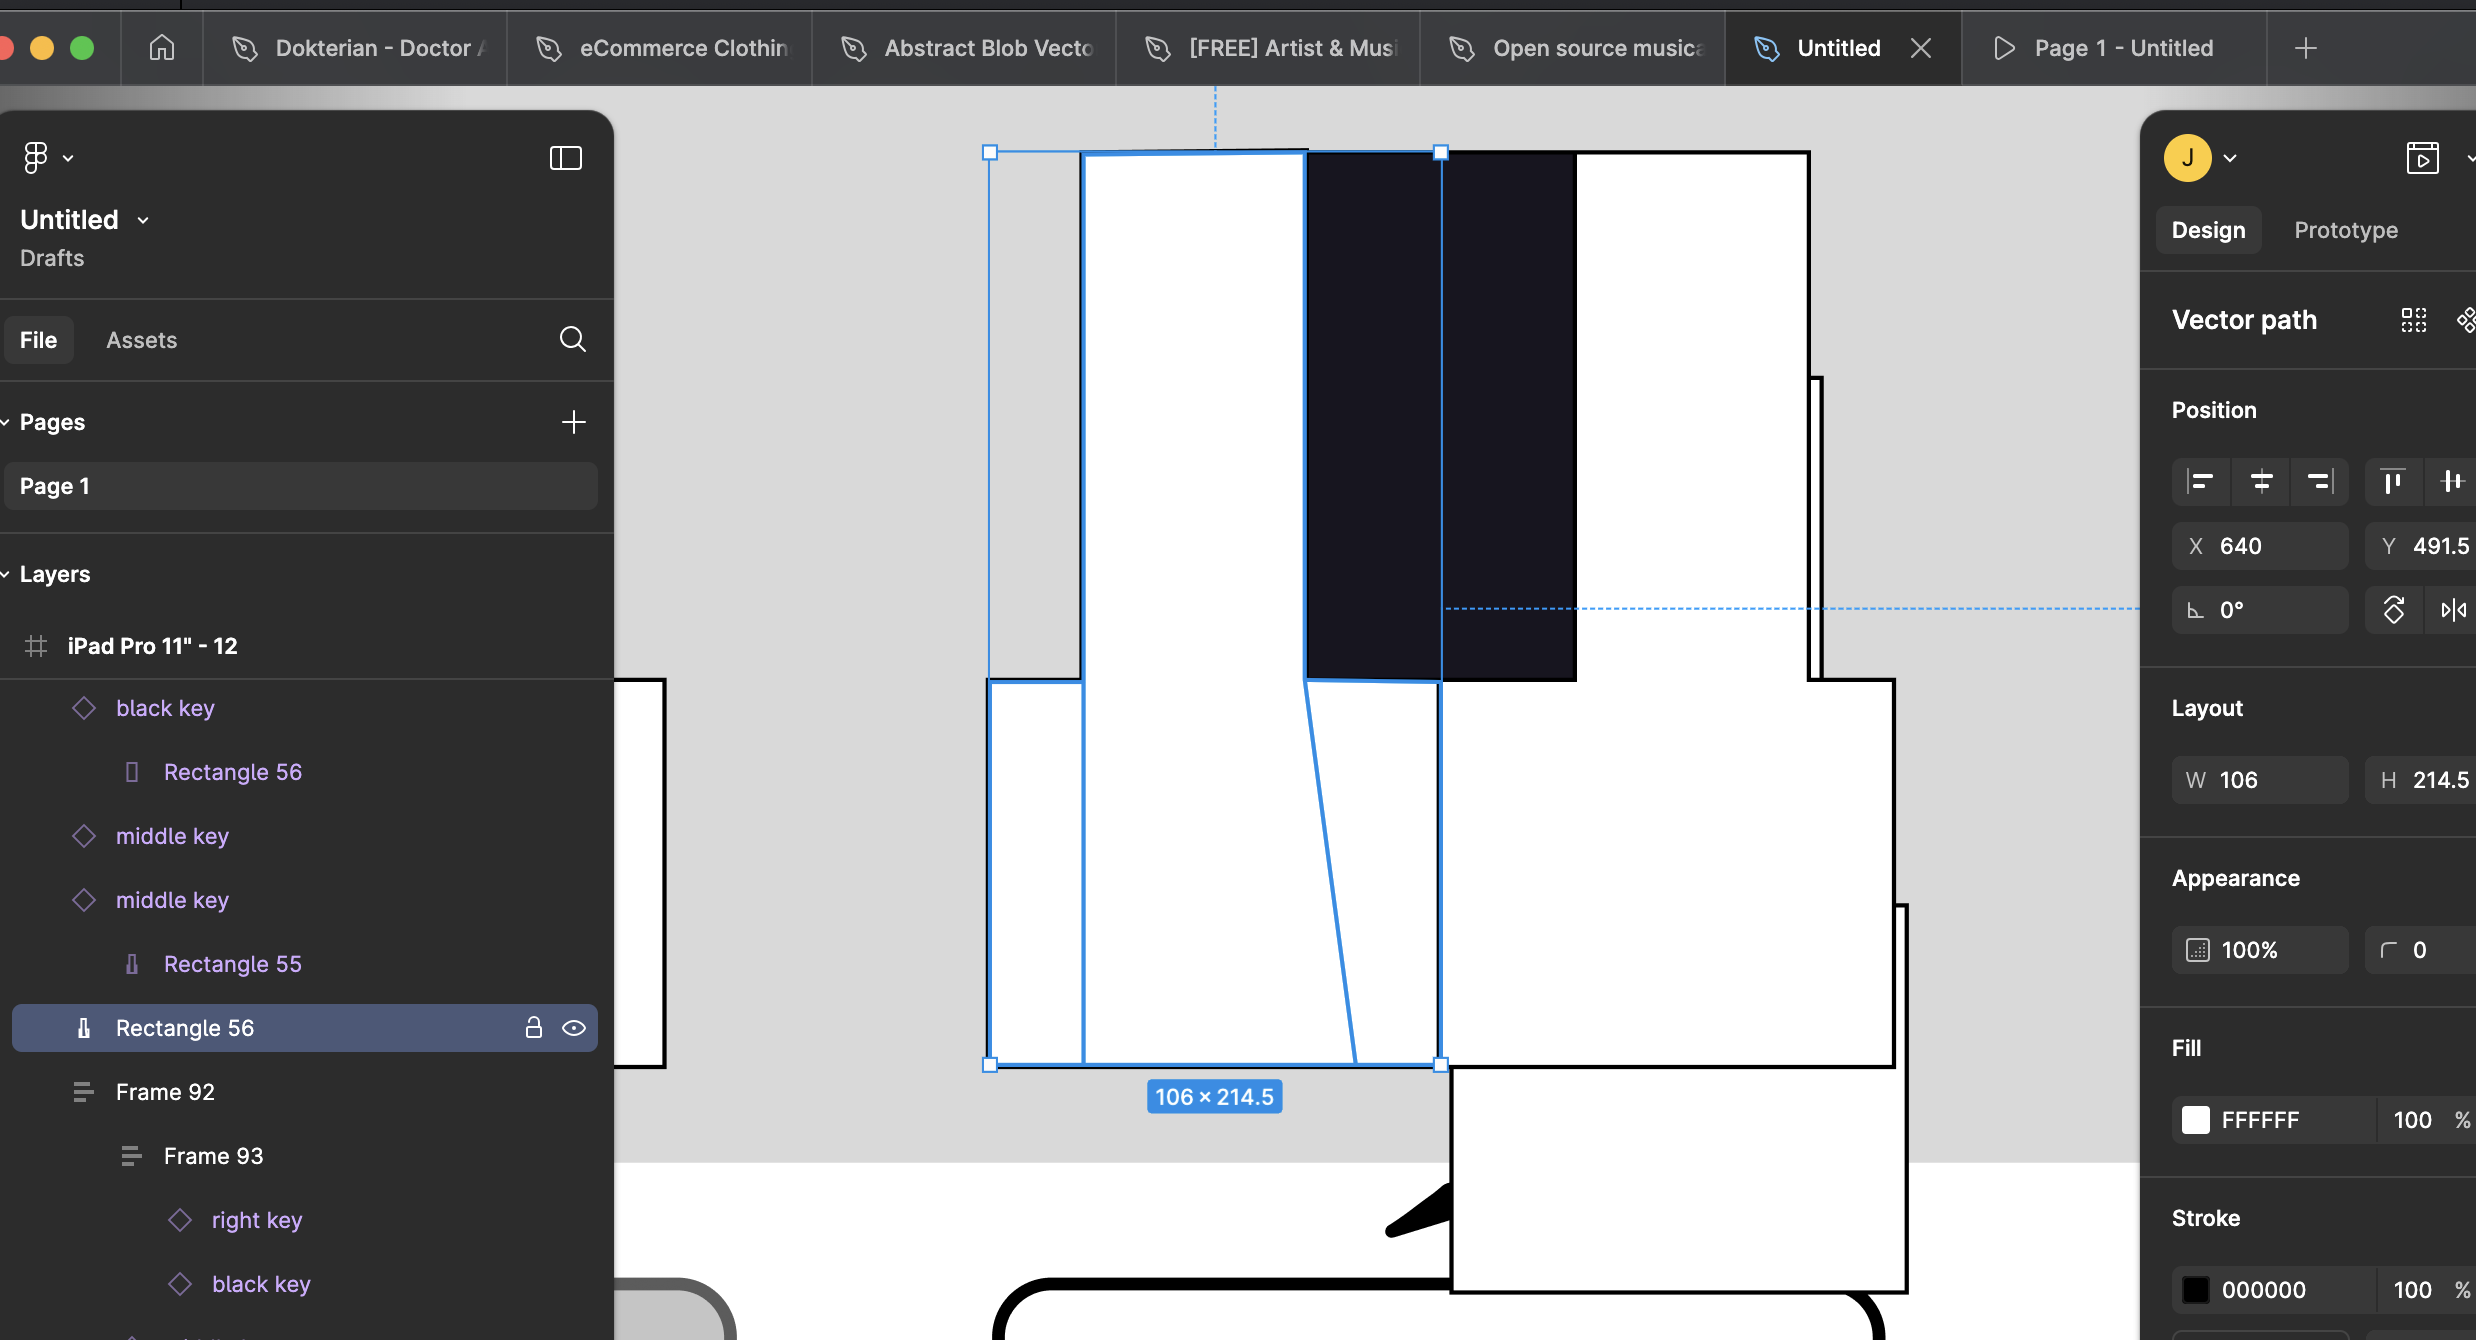 Dokterian - Doctor A
eCommerce Clothin
Abstract Blob Vecto
[FREE] Artist & Musi
Open source musica
Untitled
Page 1 - Untitled
Untitled
Drafts
File
Assets
Pages
Page 1
Layers
iPad Pro 11" - 12
black key
Rectangle 56
middle key
middle key
Rectangle 55
Rectangle 56
Frame 92
Frame 93
right key
black key
106 × 214.5
J
Design
Prototype
Vector path
Position
X 640
Y 491.5
0°
Layout
W 106
H 214.5
Appearance
100%
0
Fill
FFFFFF 100 %
Stroke
000000 100 %